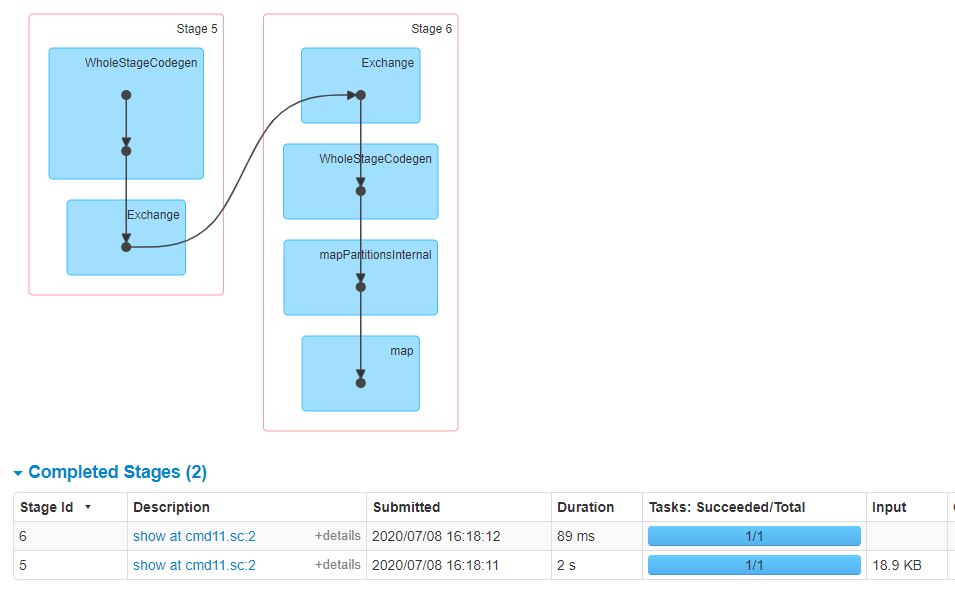 Stage 5
WholeStageCodegen
Exchange
Stage 6
Exchange
WholeStageCodegen
mapPartitionsInternal
map
Completed Stages (2)
Stage Id Description Submitted Duration Tasks: Succeeded/Total Input
6 show at cmd11.sc:2 +details 2020/07/08 16:18:12 89 ms 1/1
5 show at cmd11.sc:2 +details 2020/07/08 16:18:11 2 s 1/1 18.9 KB